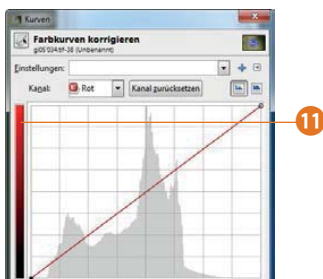 Kurven
Farbkurven korrigieren
Einstellungen:
Kanal: Rot Kanal zurücksetzen
11